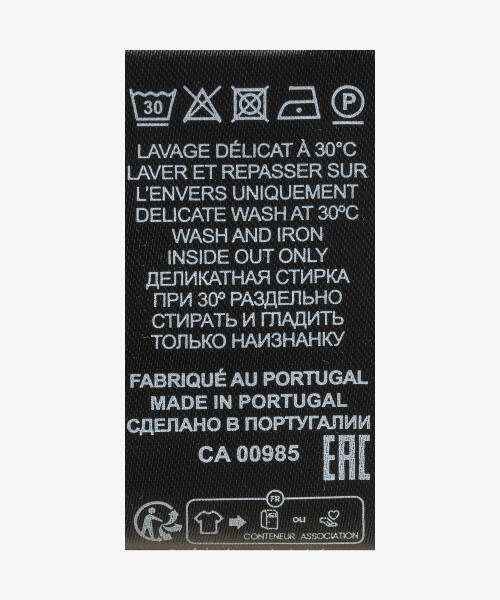 30 P
LAVAGE DÉLICAT À 30°C
LAVER ET REPASSER SUR
L'ENVERS UNIQUEMENT
DELICATE WASH AT 30ºC
WASH AND IRON
INSIDE OUT ONLY
ДЕЛИКАТНАЯ СТИРКА
ПРИ 30º РАЗДЕЛЬНО
СТИРАТЬ И ГЛАДИТЬ
ТОЛЬКО НАИЗНАНКУ
FABRIQUÉ AU PORTUGAL
MADE IN PORTUGAL
СДЕЛАНО В ПОРТУГАЛИИ
CA 00985 EAC
FR
OU
CONTENEUR ASSOCIATION